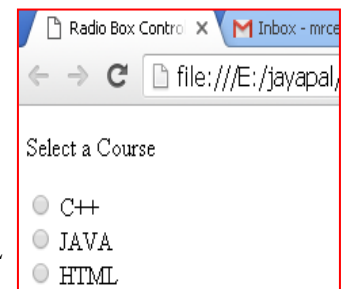 Radio Box Contro
Inbox - mrce
file:///E:/jayapal/
Select a Course
C++
JAVA
HTML